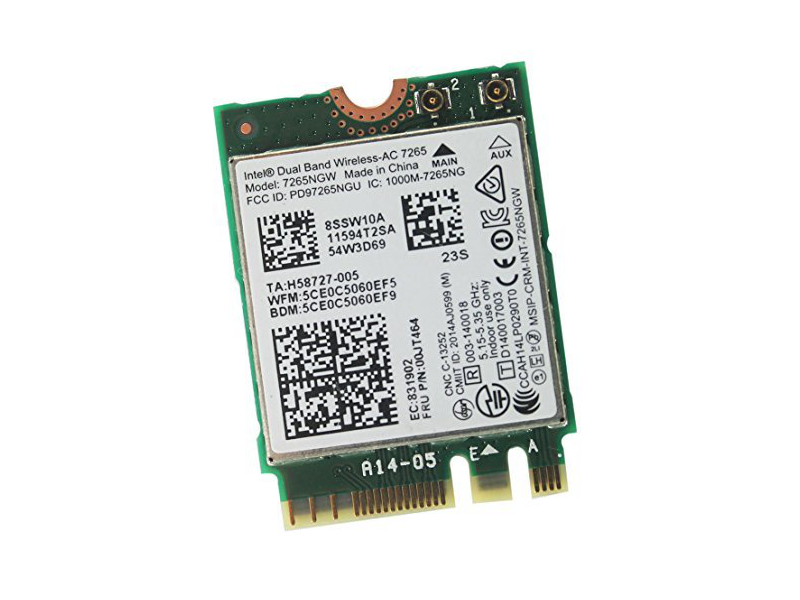 2
1
Intel® Dual Band Wireless-AC 7265
Model: 7265NGW Made in China
FCC ID: PD97265NGU IC: 1000M-7265NG
MAIN
AUX
8SSW10A
11594T2SA
54W3D69
23S
TA:H58727-005
WFM:5CE0C5060EF5
BDM:5CE0C5060EF9
EC:831902
FRU P/N:00JT464
CNC C-13252
CMIIT ID: 2014AJ0599 (M)
R 003-140018
5.15-5.35 GHz:
Indoor use only
T D140017003
CCAH14LP0290T0
MSIP-CRM-INT-7265NGW
CE
A14-05
E
A